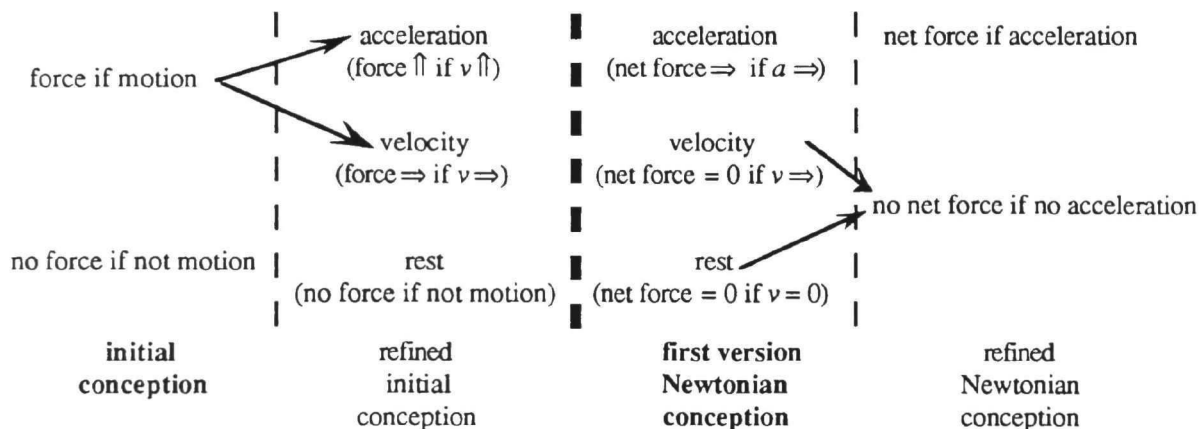 force if motion
no force if not motion
initial
conception
acceleration
(force ⇑ if v ⇑)
velocity
(force ⇒ if v ⇒)
rest
(no force if not motion)
refined
initial
conception
acceleration
(net force ⇒ if a ⇒)
velocity
(net force = 0 if v ⇒)
rest
(net force = 0 if v = 0)
first version
Newtonian
conception
net force if acceleration
no net force if no acceleration
refined
Newtonian
conception